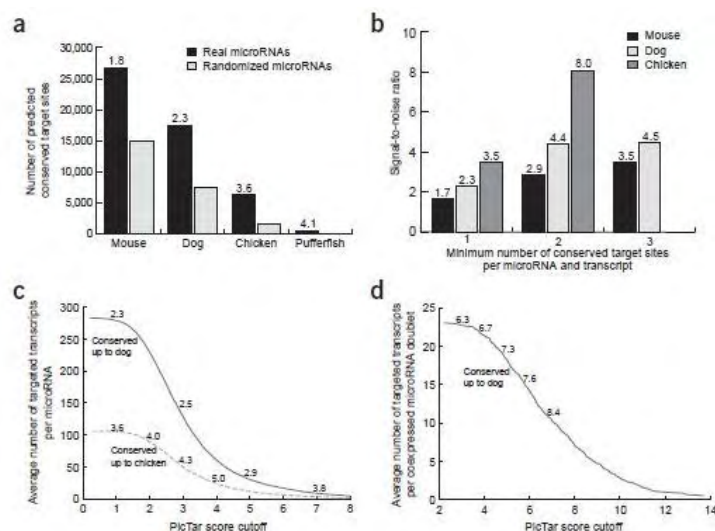 a
Number of predicted
conserved target sites
30,000
25,000
20,000
15,000
10,000
5,000
0
Real microRNAs
Randomized microRNAs
1.8
2.3
3.6
4.1
Mouse
Dog
Chicken
Pufferfish
b
Signal-to-noise ratio
10
8
6
4
2
0
Mouse
Dog
Chicken
1.7
2.3
3.5
2.9
4.4
8.0
3.5
4.5
1
2
3
Minimum number of conserved target sites
per microRNA and transcript
c
Average number of targeted transcripts
per microRNA
300
250
200
150
100
50
0
2.3
Conserved
up to dog
2.5
3.6
4.0
4.3
Conserved
up to chicken
5.0
2.9
3.8
0
1
2
3
4
5
6
7
8
PicTar score cutoff
d
Average number of targeted transcripts
per coexpressed microRNA doublet
25
20
15
10
5
0
6.3
6.7
7.3
Conserved
up to dog
7.6
8.4
2
4
6
8
10
12
14
PicTar score cutoff